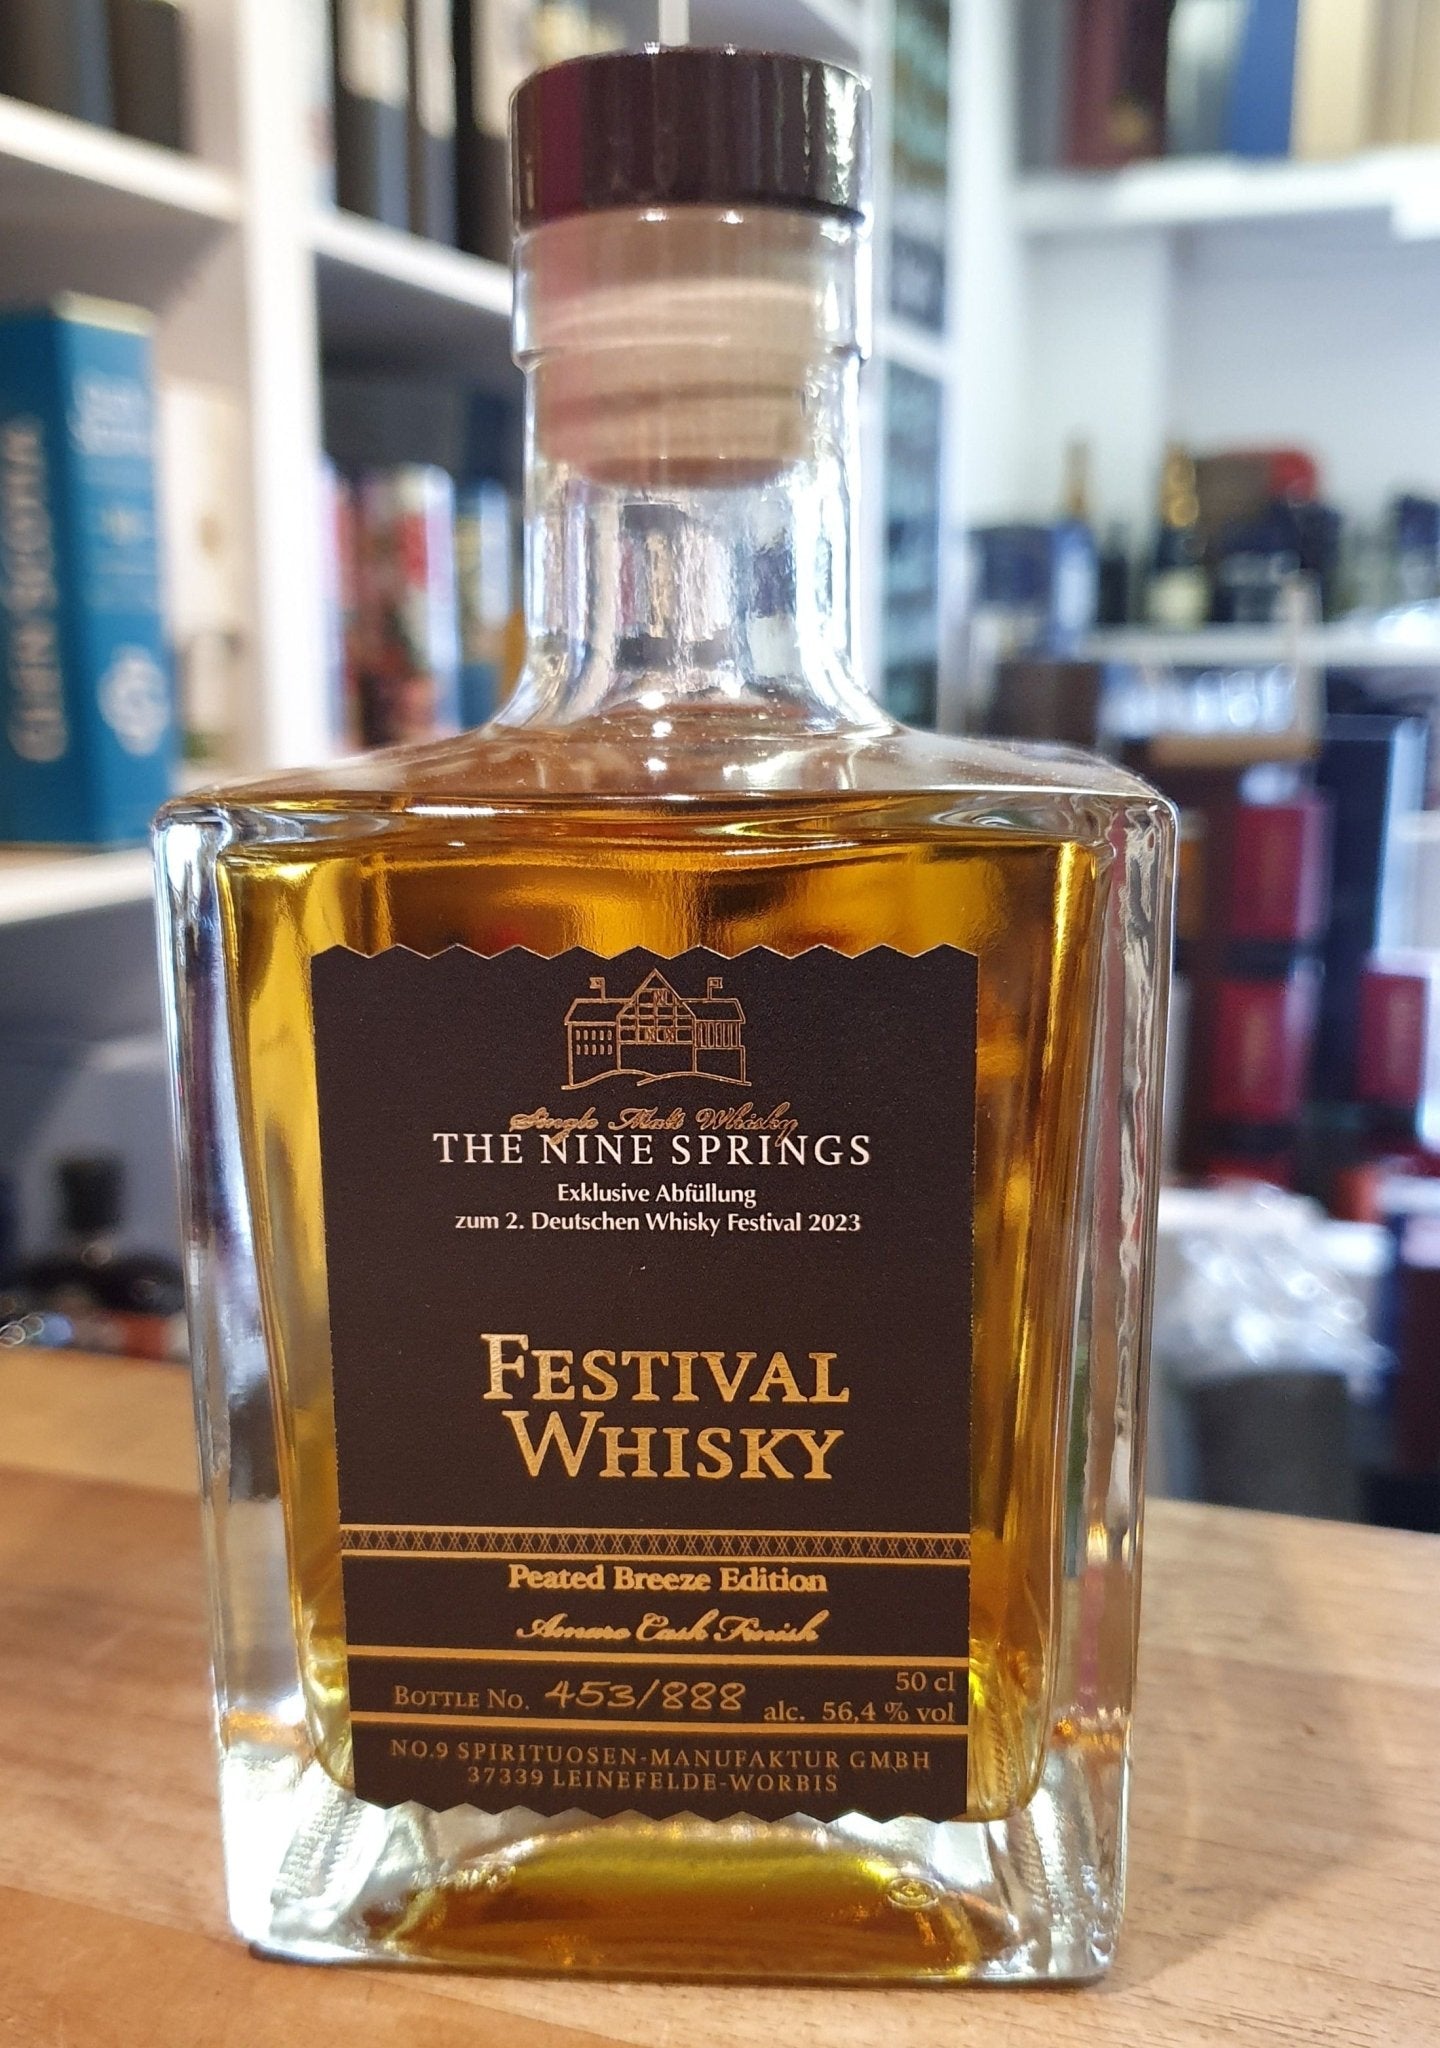 GLEN SCOTIA
Single Malt Whisky
THE NINE SPRINGS
Exklusive Abfüllung
zum 2. Deutschen Whisky Festival 2023
FESTIVAL
WHISKY
Peated Breeze Edition
Amaro Cask Finish
BOTTLE NO. 453/888
50 cl
alc. 56,4 % vol
NO.9 SPIRITUOSEN-MANUFAKTUR GMBH
37339 LEINEFELDE-WORBIS